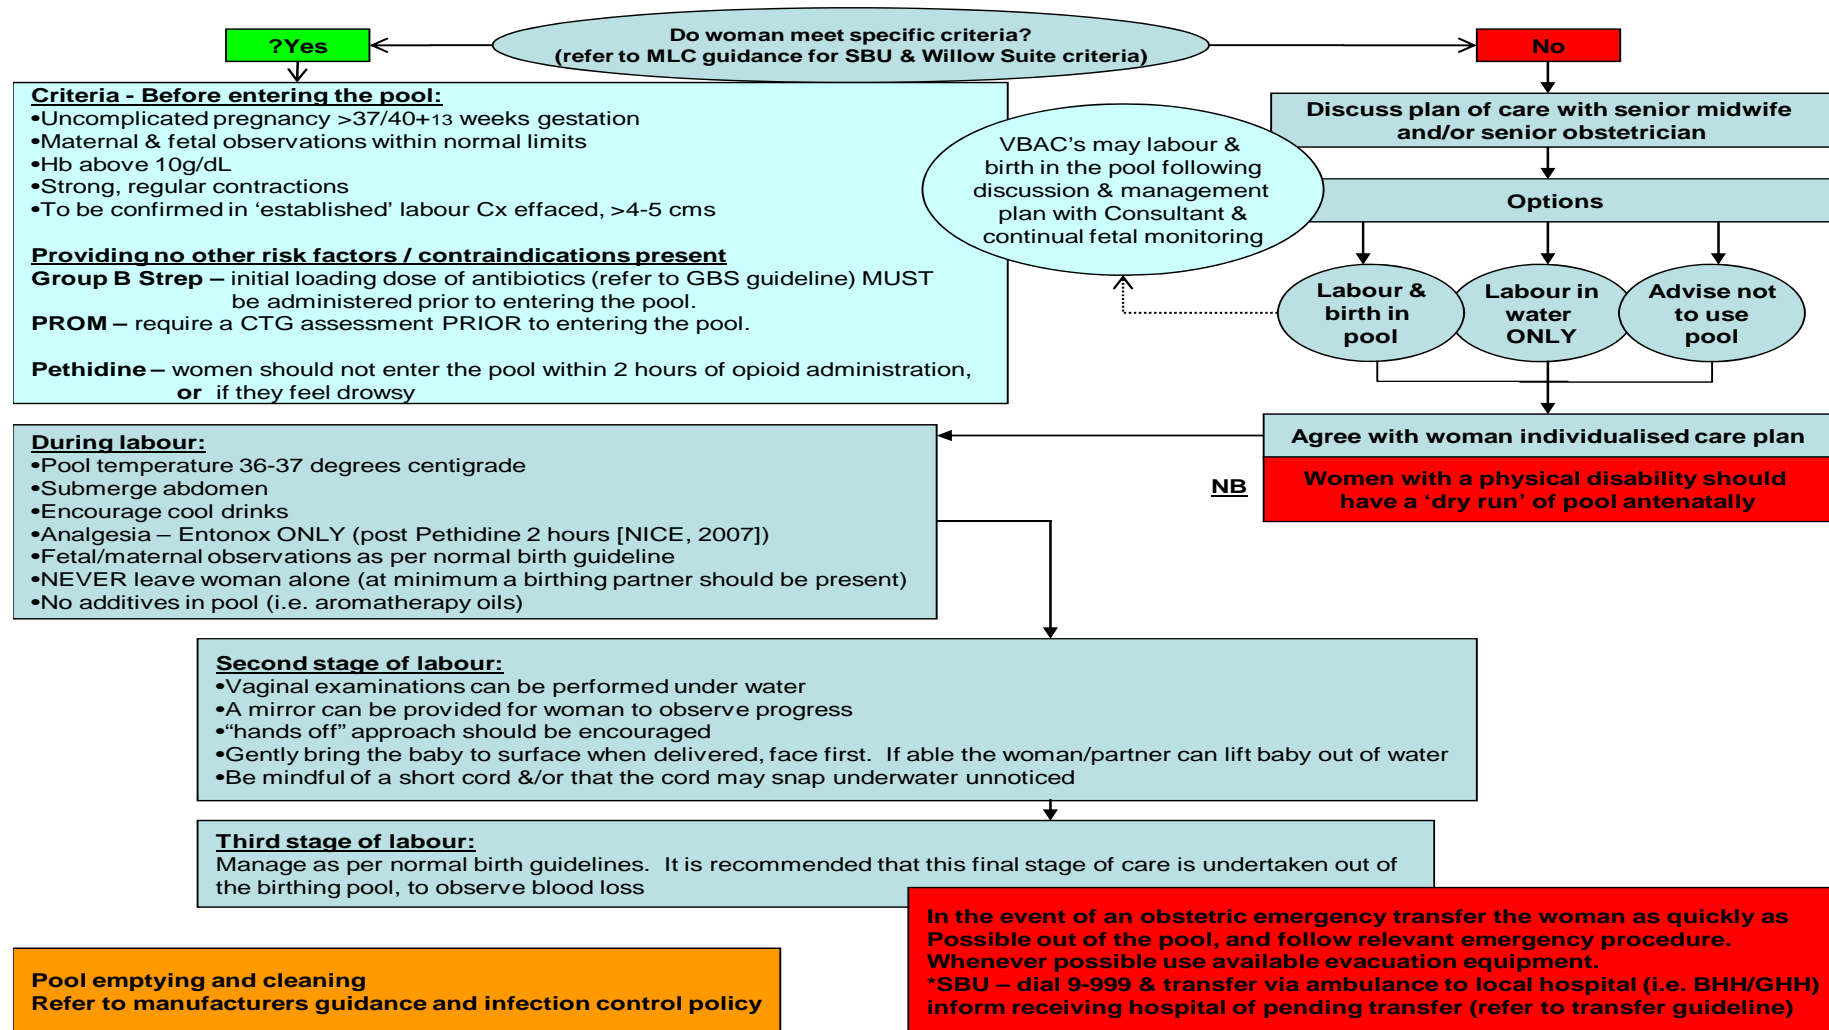 Do woman meet specific criteria?
(refer to MLC guidance for SBU & Willow Suite criteria)
?Yes
No
Criteria - Before entering the pool:
•Uncomplicated pregnancy >37/40+13 weeks gestation
•Maternal & fetal observations within normal limits
•Hb above 10g/dL
•Strong, regular contractions
•To be confirmed in ‘established’ labour Cx effaced, >4-5 cms
Providing no other risk factors / contraindications present
Group B Strep – initial loading dose of antibiotics (refer to GBS guideline) MUST
be administered prior to entering the pool.
PROM – require a CTG assessment PRIOR to entering the pool.
Pethidine – women should not enter the pool within 2 hours of opioid administration,
or if they feel drowsy
VBAC's may labour &
birth in the pool following
discussion & management
plan with Consultant &
continual fetal monitoring
Discuss plan of care with senior midwife
and/or senior obstetrician
Options
Labour &
birth in
pool
Labour in
water
ONLY
Advise not
to use
pool
Agree with woman individualised care plan
NB
Women with a physical disability should
have a ‘dry run’ of pool antenatally
During labour:
•Pool temperature 36-37 degrees centigrade
•Submerge abdomen
•Encourage cool drinks
•Analgesia – Entonox ONLY (post Pethidine 2 hours [NICE, 2007])
•Fetal/maternal observations as per normal birth guideline
•NEVER leave woman alone (at minimum a birthing partner should be present)
•No additives in pool (i.e. aromatherapy oils)
Second stage of labour:
•Vaginal examinations can be performed under water
•A mirror can be provided for woman to observe progress
•“hands off” approach should be encouraged
•Gently bring the baby to surface when delivered, face first. If able the woman/partner can lift baby out of water
•Be mindful of a short cord &/or that the cord may snap underwater unnoticed
Third stage of labour:
Manage as per normal birth guidelines. It is recommended that this final stage of care is undertaken out of
the birthing pool, to observe blood loss
In the event of an obstetric emergency transfer the woman as quickly as
Possible out of the pool, and follow relevant emergency procedure.
Whenever possible use available evacuation equipment.
*SBU – dial 9-999 & transfer via ambulance to local hospital (i.e. BHH/GHH)
inform receiving hospital of pending transfer (refer to transfer guideline)
Pool emptying and cleaning
Refer to manufacturers guidance and infection control policy